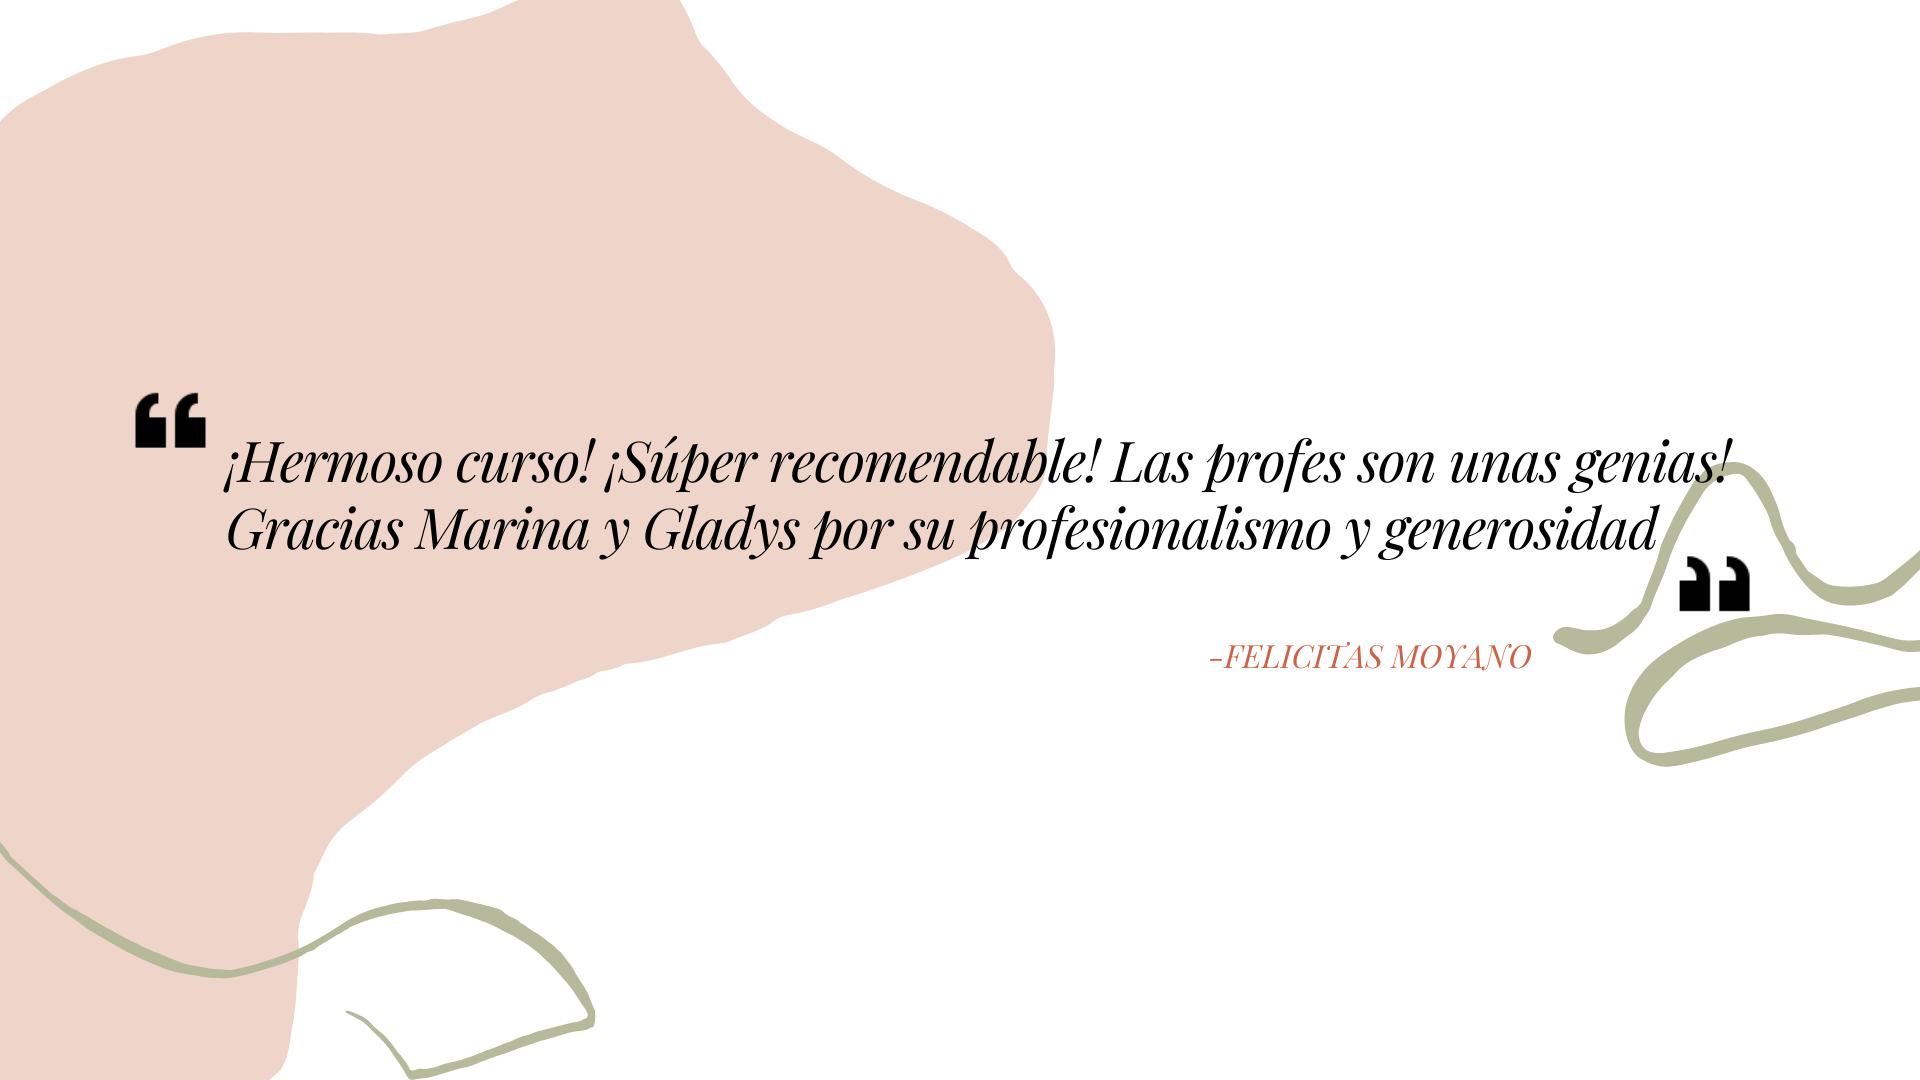 “¡Hermoso curso! ¡Súper recomendable! Las profes son unas genias!
Gracias Marina y Gladys por su profesionalismo y generosidad”
-FELICITAS MOYANO